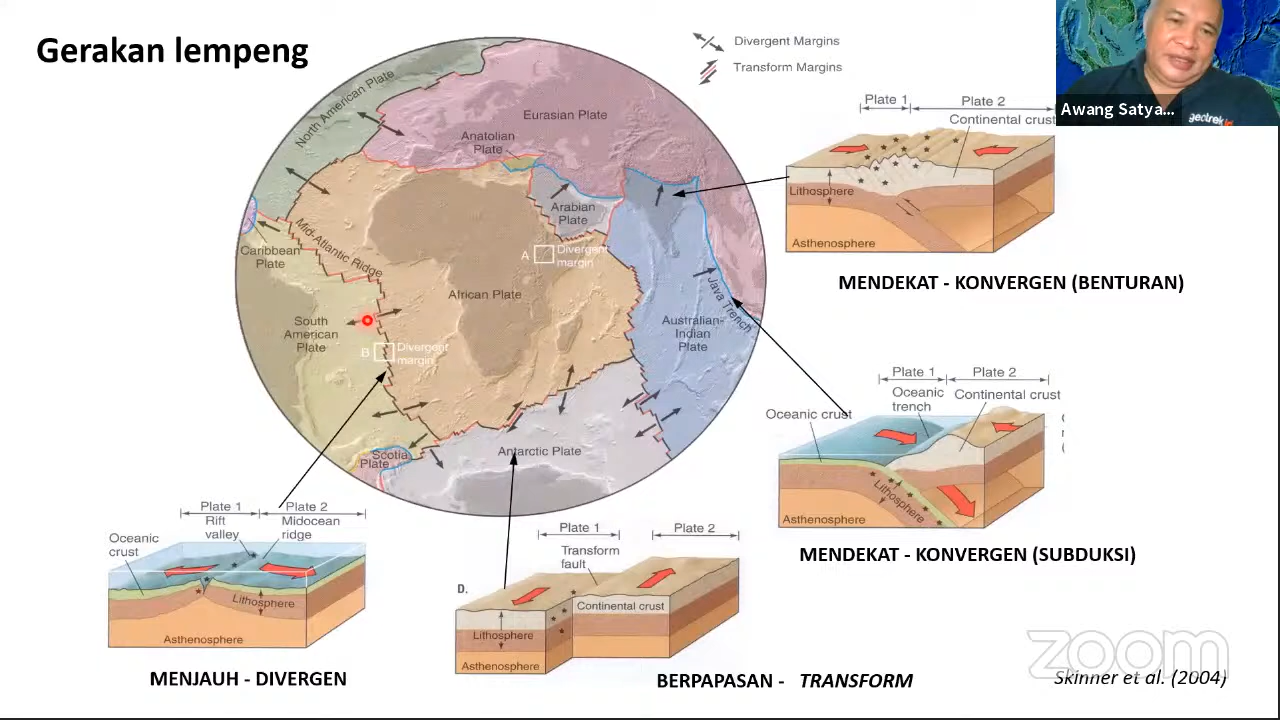 Gerakan lempeng
Divergent Margins
Transform Margins
Awang Satya...
geotrek.id
North American Plate
Eurasian Plate
Anatolian
Plate
Arabian
Plate
Caribbean
Plate
Mid-Atlantic Ridge
A
Divergent
margin
African Plate
Java Trench
South
American
Plate
Australian-
Indian
Plate
B
Divergent
margin
Scotia
Plate
Antarctic Plate
Plate 1
Plate 2
Continental crust
Lithosphere
Asthenosphere
MENDEKAT - KONVERGEN (BENTURAN)
Plate 1
Plate 2
Oceanic
trench
Continental crust
Oceanic crust
Lithosphere
Asthenosphere
MENDEKAT - KONVERGEN (SUBDUKSI)
Plate 1
Plate 2
Rift
valley
Midocean
ridge
Oceanic
crust
Lithosphere
Asthenosphere
MENJAUH - DIVERGEN
Plate 1
Plate 2
Transform
fault
D.
Continental crust
Lithosphere
Asthenosphere
BERPAPASAN - TRANSFORM
zoom
Skinner et al. (2004)